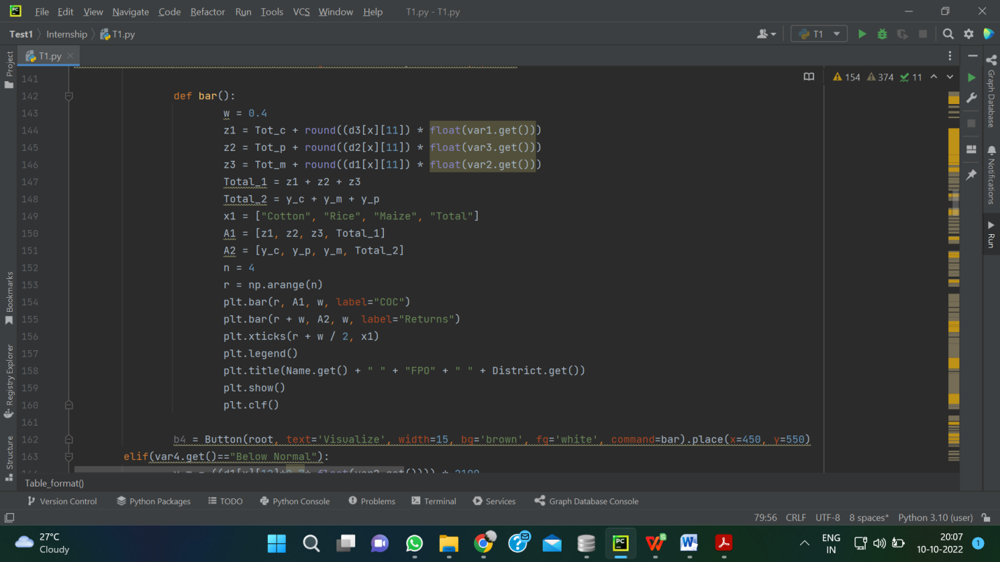 PC File Edit View Navigate Code Refactor Run Tools VCS Window Help T1.py - T1.py
Test1 Internship T1.py T1
Project
T1.py
154 374 11
141
142 def bar():
143 w = 0.4
144 z1 = Tot_c + round((d3[x][11]) * float(var1.get()))
145 z2 = Tot_p + round((d2[x][11]) * float(var3.get()))
146 z3 = Tot_m + round((d1[x][11]) * float(var2.get()))
147 Total_1 = z1 + z2 + z3
148 Total_2 = y_c + y_m + y_p
149 x1 = ["Cotton", "Rice", "Maize", "Total"]
150 A1 = [z1, z2, z3, Total_1]
151 A2 = [y_c, y_p, y_m, Total_2]
152 n = 4
153 r = np.arange(n)
154 plt.bar(r, A1, w, label="COC")
155 plt.bar(r + w, A2, w, label="Returns")
156 plt.xticks(r + w / 2, x1)
157 plt.legend()
158 plt.title(Name.get() + " " + "FPO" + " " + District.get())
159 plt.show()
160 plt.clf()
161
162 b4 = Button(root, text='Visualize', width=15, bg='brown', fg='white', command=bar).place(x=450, y=550)
163 elif(var4.get()=="Below Normal"):
Bookmarks
Registry Explorer
Structure
Graph Database
Notifications
Run
Table_format()
Version Control Python Packages TODO Python Console Problems Terminal Services Graph Database Console
79:56 CRLF UTF-8 8 spaces* Python 3.10 (user)
27°C
Cloudy
PC
ENG
IN
20:07
10-10-2022
1